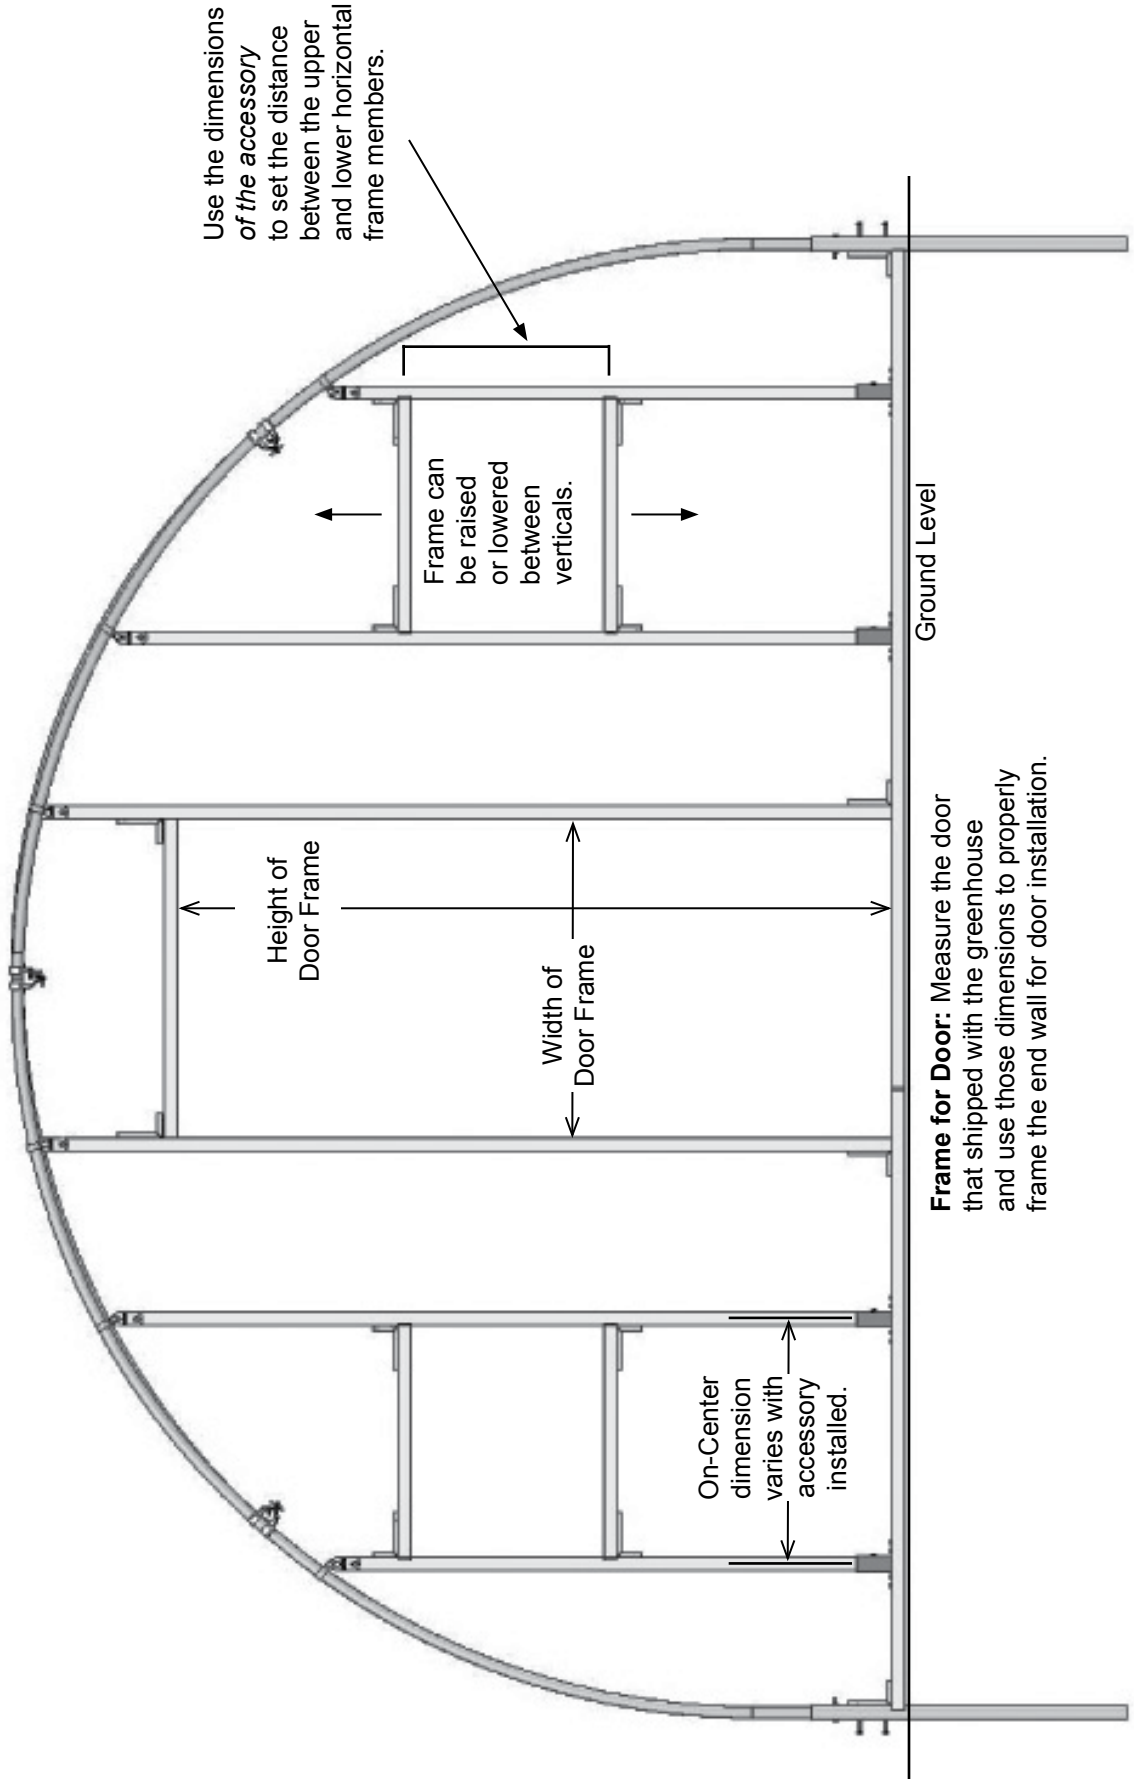 Use the dimensions
of the accessory
to set the distance
between the upper
and lower horizontal
frame members.
Frame can
be raised
or lowered
between
verticals.
Height of
Door Frame
Width of
Door Frame
On-Center
dimension
varies with
accessory
installed.
Ground Level
Frame for Door: Measure the door
that shipped with the greenhouse
and use those dimensions to properly
frame the end wall for door installation.